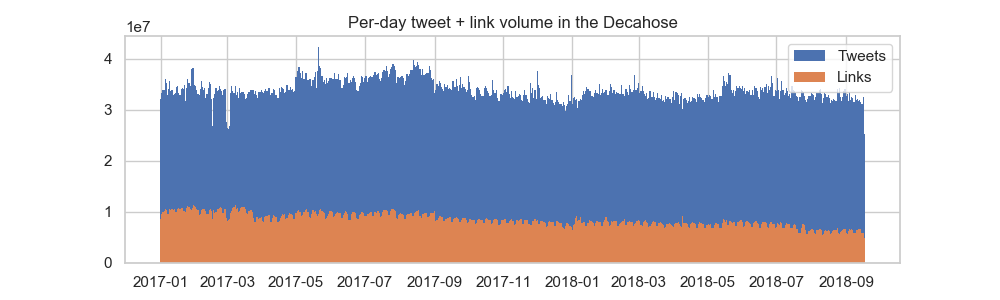 Per-day tweet + link volume in the Decahose
1e7
4
3
2
1
0
Tweets
Links
2017-01 2017-03 2017-05 2017-07 2017-09 2017-11 2018-01 2018-03 2018-05 2018-07 2018-09